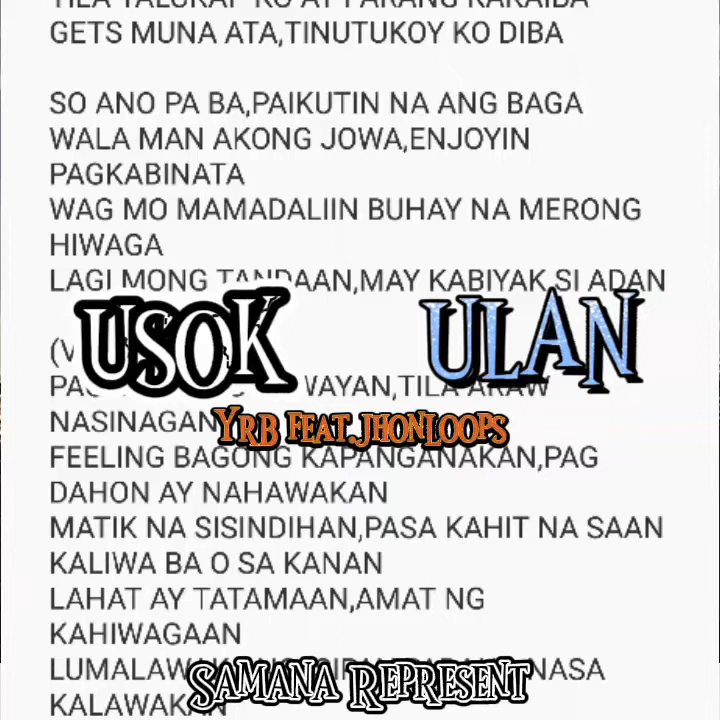 GETS MUNA ATA,TINUTUKOY KO DIBA
SO ANO PA BA,PAIKUTIN NA ANG BAGA
WALA MAN AKONG JOWA,ENJOYIN
PAGKABINATA
WAG MO MAMADALIIN BUHAY NA MERONG
HIWAGA
LAGI MONG TANDAAN,MAY KABIYAK SI ADAN
USOK ULAN
ARAW
NASINAGAN
YRB FEAT.JHONLOOPS
FEELING BAGONG KAPANGANAKAN,PAG
DAHON AY NAHAWAKAN
MATIK NA SISINDIHAN,PASA KAHIT NA SAAN
KALIWA BA O SA KANAN
LAHAT AY TATAMAAN,AMAT NG
KAHIWAGAAN
NASA
SAMANA REPRESENT
KALAWAKAN